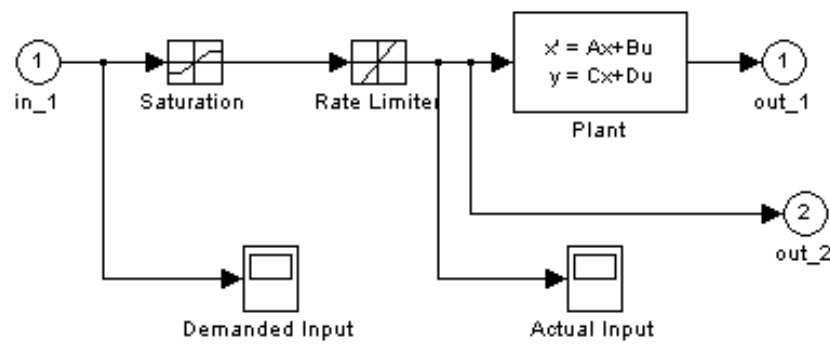 1
in_1
Saturation
Rate Limiter
x' = Ax+Bu
y = Cx+Du
Plant
1
out_1
2
out_2
Demanded Input
Actual Input